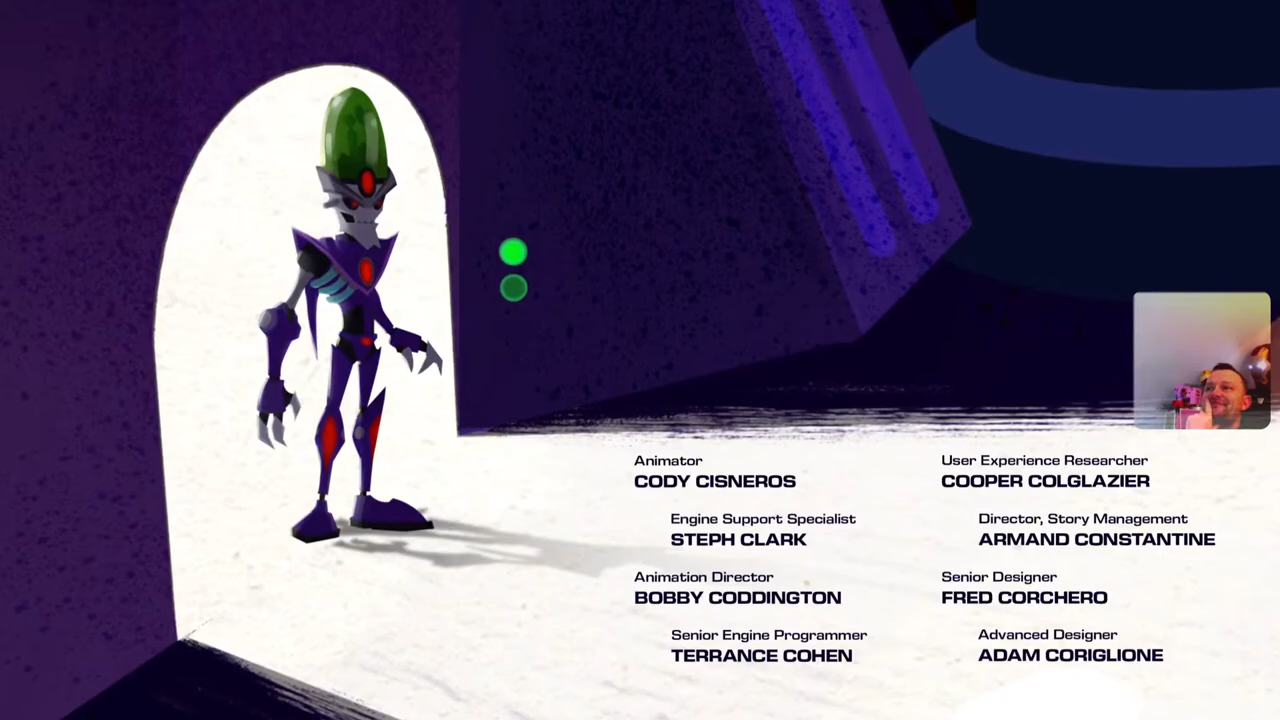 Animator
CODY CISNEROS
Engine Support Specialist
STEPH CLARK
Animation Director
BOBBY CODDINGTON
Senior Engine Programmer
TERRANCE COHEN
User Experience Researcher
COOPER COLGLAZIER
Director, Story Management
ARMAND CONSTANTINE
Senior Designer
FRED CORCHERO
Advanced Designer
ADAM CORIGLIONE